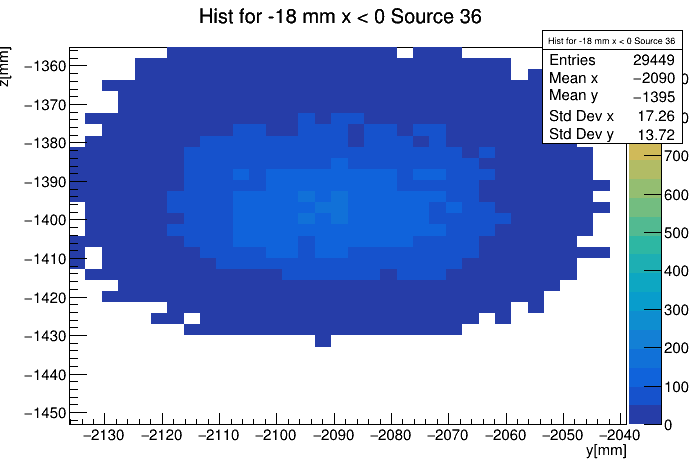 Hist for -18 mm x < 0 Source 36
z[mm]
−1360
−1370
−1380
−1390
−1400
−1410
−1420
−1430
−1440
−1450
Hist for -18 mm x < 0 Source 36
Entries 29449
Mean x −2090
Mean y −1395
Std Dev x 17.26
Std Dev y 13.72
700
600
500
400
300
200
100
0
−2130 −2120 −2110 −2100 −2090 −2080 −2070 −2060 −2050 −2040
y[mm]